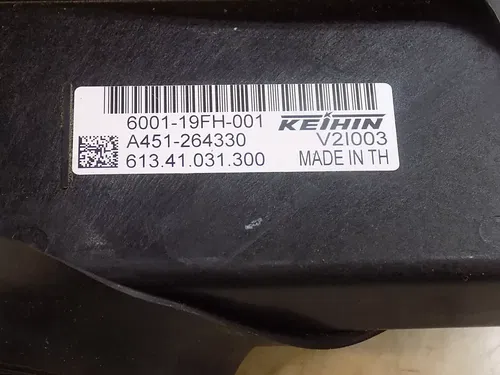 6001-19FH-001 KEIHIN
A451-264330 V2I003
613.41.031.300 MADE IN TH